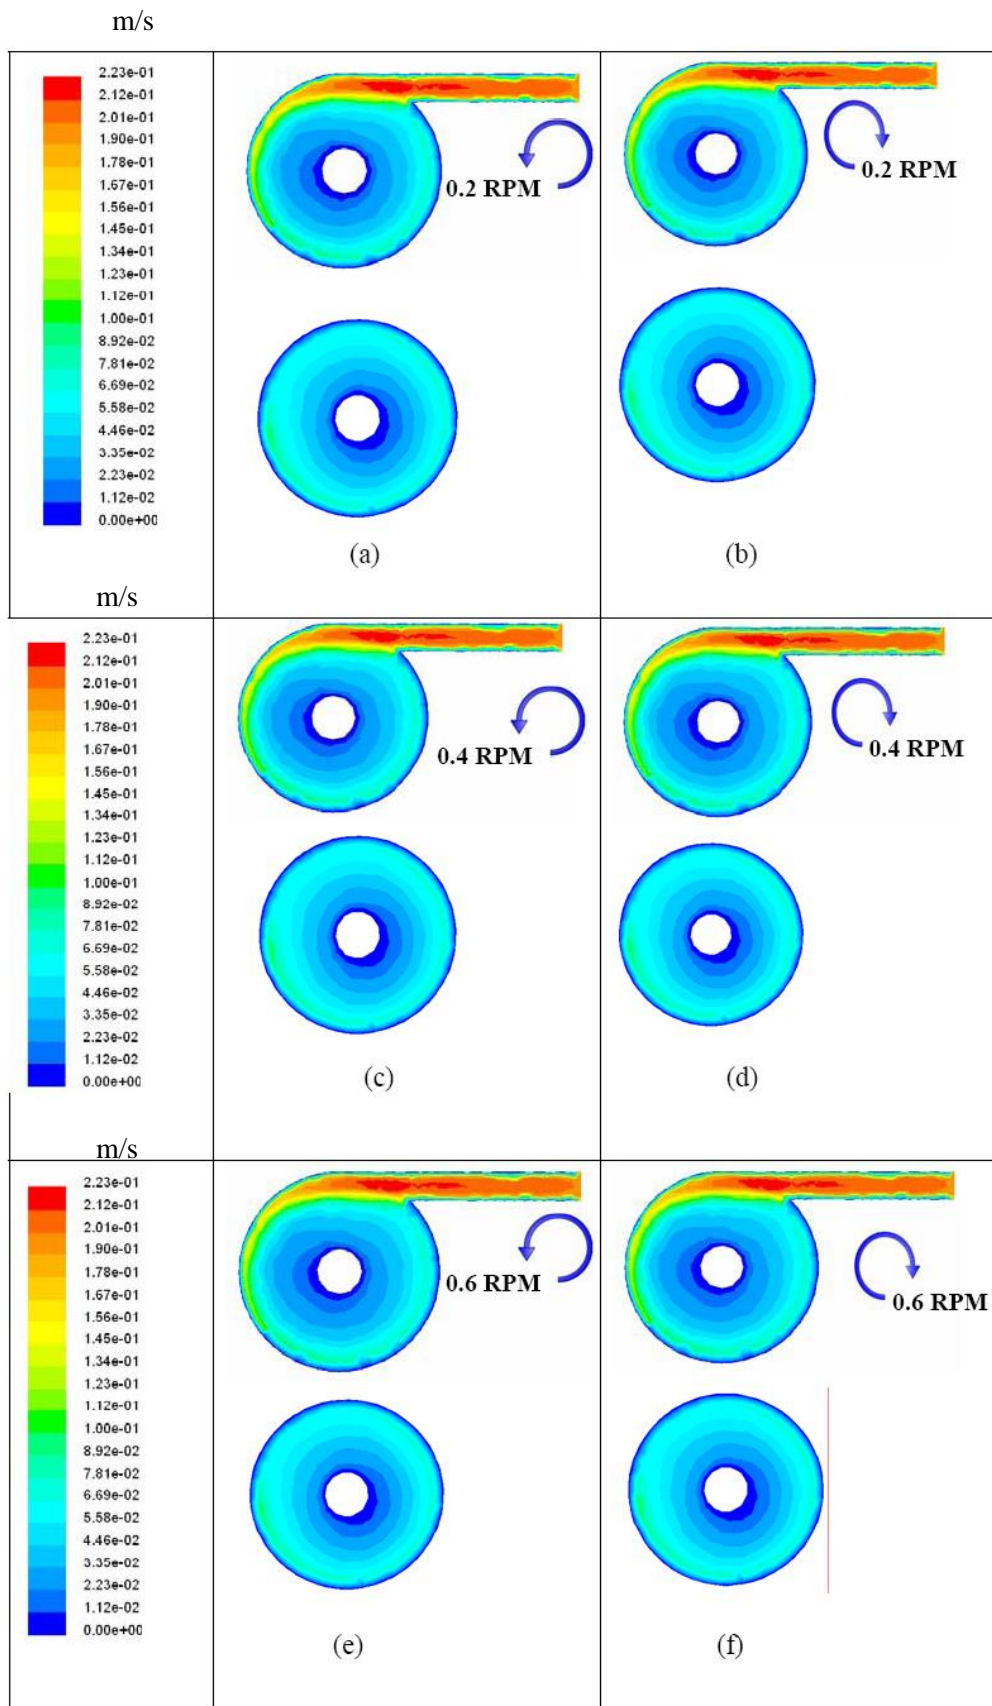 m/s
2.23e-01
2.12e-01
2.01e-01
1.90e-01
1.78e-01
1.67e-01
1.56e-01
1.45e-01
1.34e-01
1.23e-01
1.12e-01
1.00e-01
8.92e-02
7.81e-02
6.69e-02
5.58e-02
4.46e-02
3.35e-02
2.23e-02
1.12e-02
0.00e+00
0.2 RPM
(a)
0.2 RPM
(b)
m/s
2.23e-01
2.12e-01
2.01e-01
1.90e-01
1.78e-01
1.67e-01
1.56e-01
1.45e-01
1.34e-01
1.23e-01
1.12e-01
1.00e-01
8.92e-02
7.81e-02
6.69e-02
5.58e-02
4.46e-02
3.35e-02
2.23e-02
1.12e-02
0.00e+00
0.4 RPM
(c)
0.4 RPM
(d)
m/s
2.23e-01
2.12e-01
2.01e-01
1.90e-01
1.78e-01
1.67e-01
1.56e-01
1.45e-01
1.34e-01
1.23e-01
1.12e-01
1.00e-01
8.92e-02
7.81e-02
6.69e-02
5.58e-02
4.46e-02
3.35e-02
2.23e-02
1.12e-02
0.00e+00
0.6 RPM
(e)
0.6 RPM
(f)